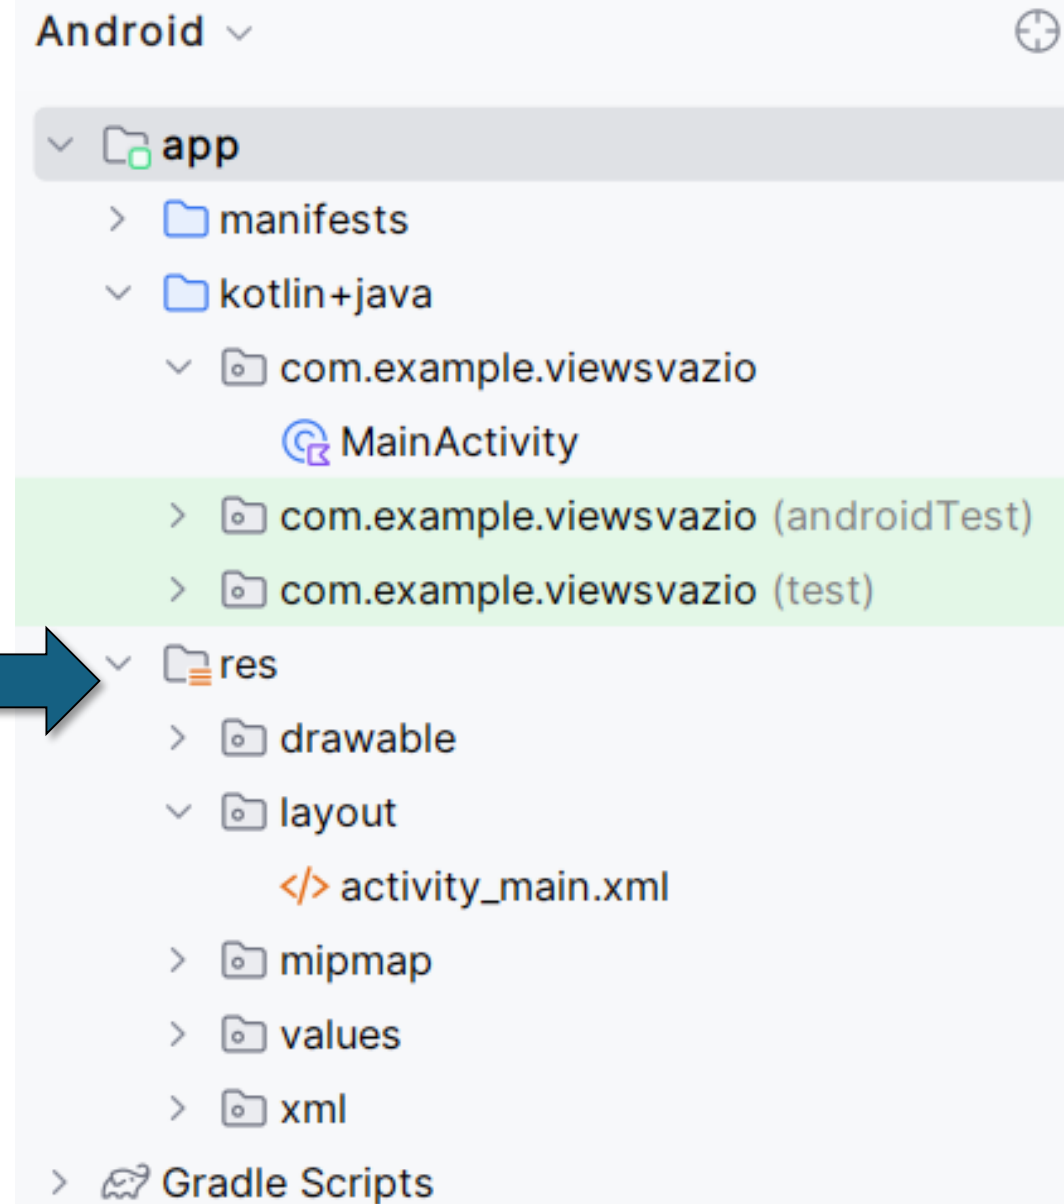 Android
app
manifests
kotlin+java
com.example.viewsvazio
MainActivity
com.example.viewsvazio (androidTest)
com.example.viewsvazio (test)
res
drawable
layout
</> activity_main.xml
mipmap
values
xml
Gradle Scripts